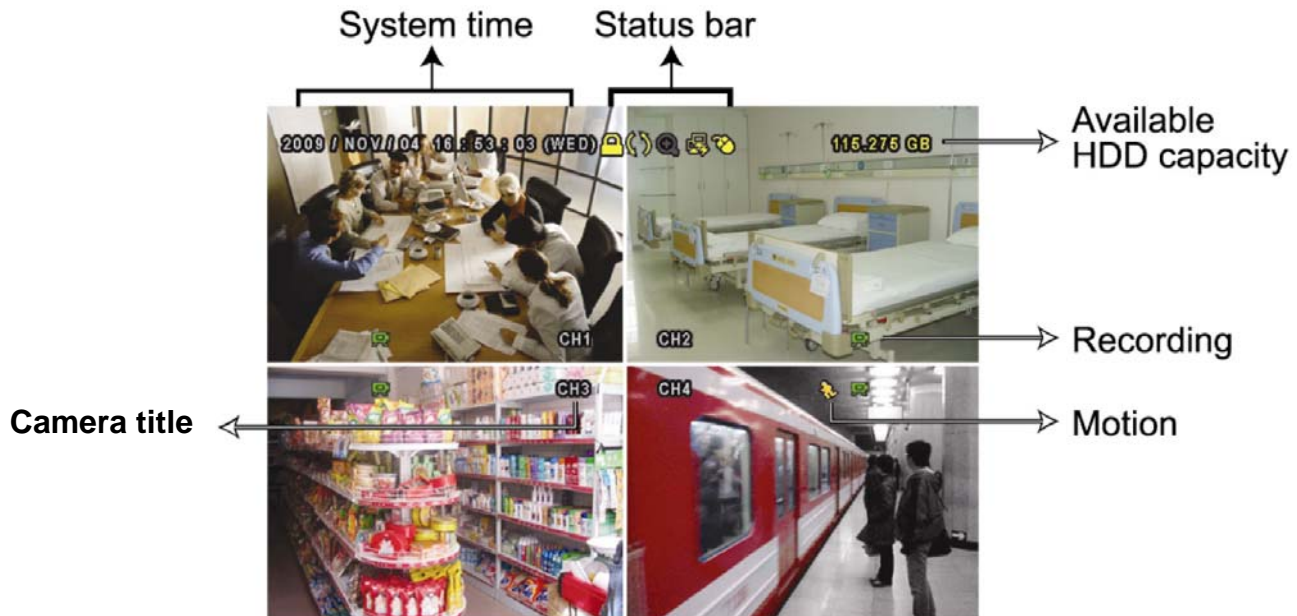 System time
Status bar
2009 / NOV / 04 16 : 53 : 03 (WED)
115.275 GB
Available
HDD capacity
CH1
CH2
Recording
CH3
CH4
Camera title
Motion